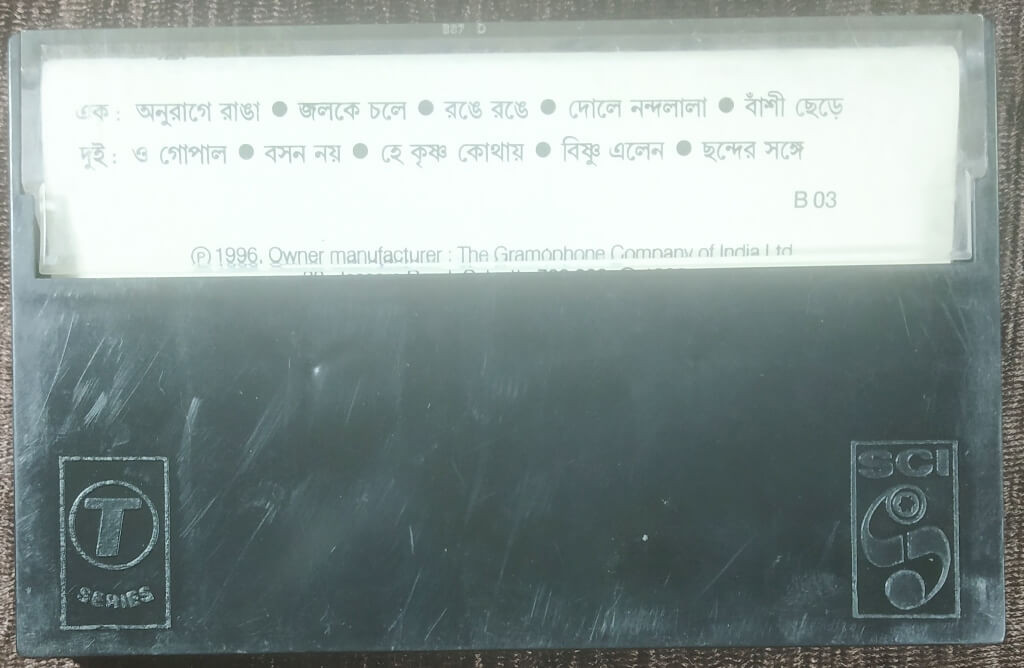 এক : অনুরাগে রাঙা ● জলকে চলে ● রঙে রঙে ● দোলে নন্দলালা ● বাঁশী ছেড়ে
দুই : ও গোপাল ● বসন নয় ● হে কৃষ্ণ কোথায় ● বিষ্ণু এলেন ● ছন্দের সঙ্গে
B 03
Ⓟ 1996. Owner manufacturer : The Gramophone Company of India Ltd
T
SERIES
SCI